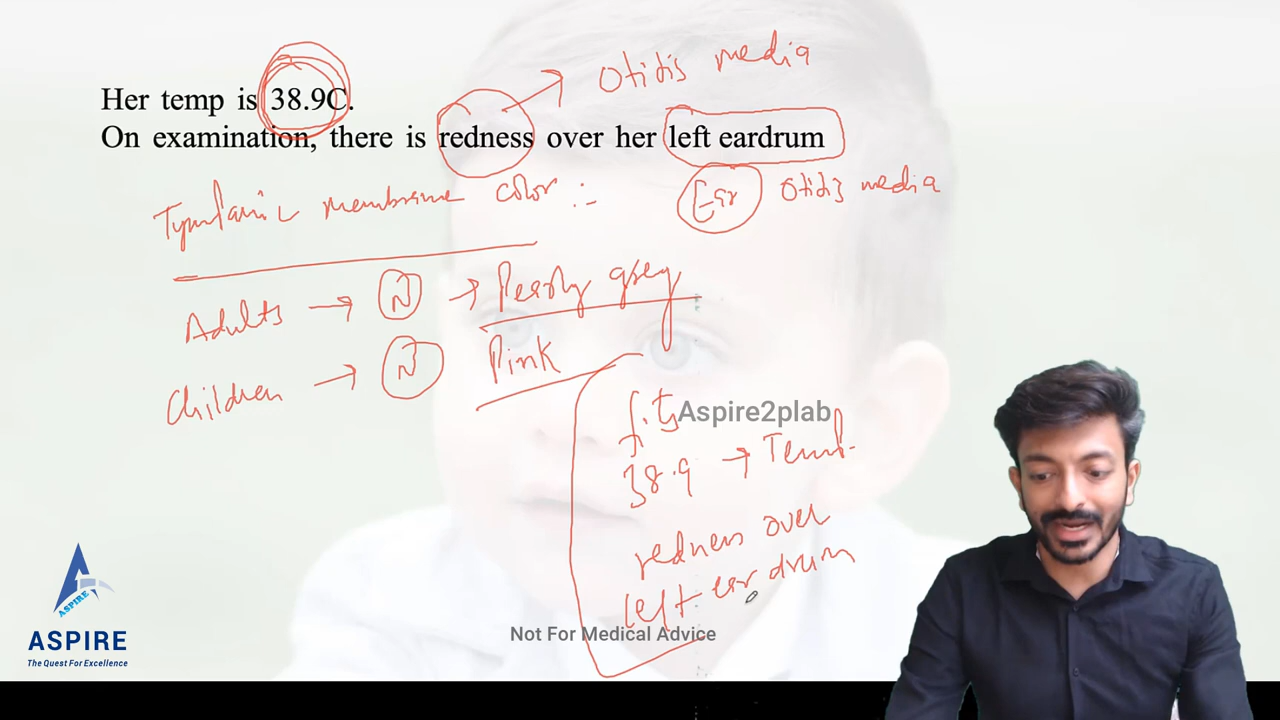 Her temp is 38.9C.
Otitis media
On examination, there is redness over her left eardrum
Tympanic membrane color :-
Ear Otitis media
Adults → N → Pearly grey
Children → N Pink
fits
Aspire2plab
38.9 → Temp.
redness over
left ear drum
Not For Medical Advice
ASPIRE
ASPIRE
The Quest For Excellence